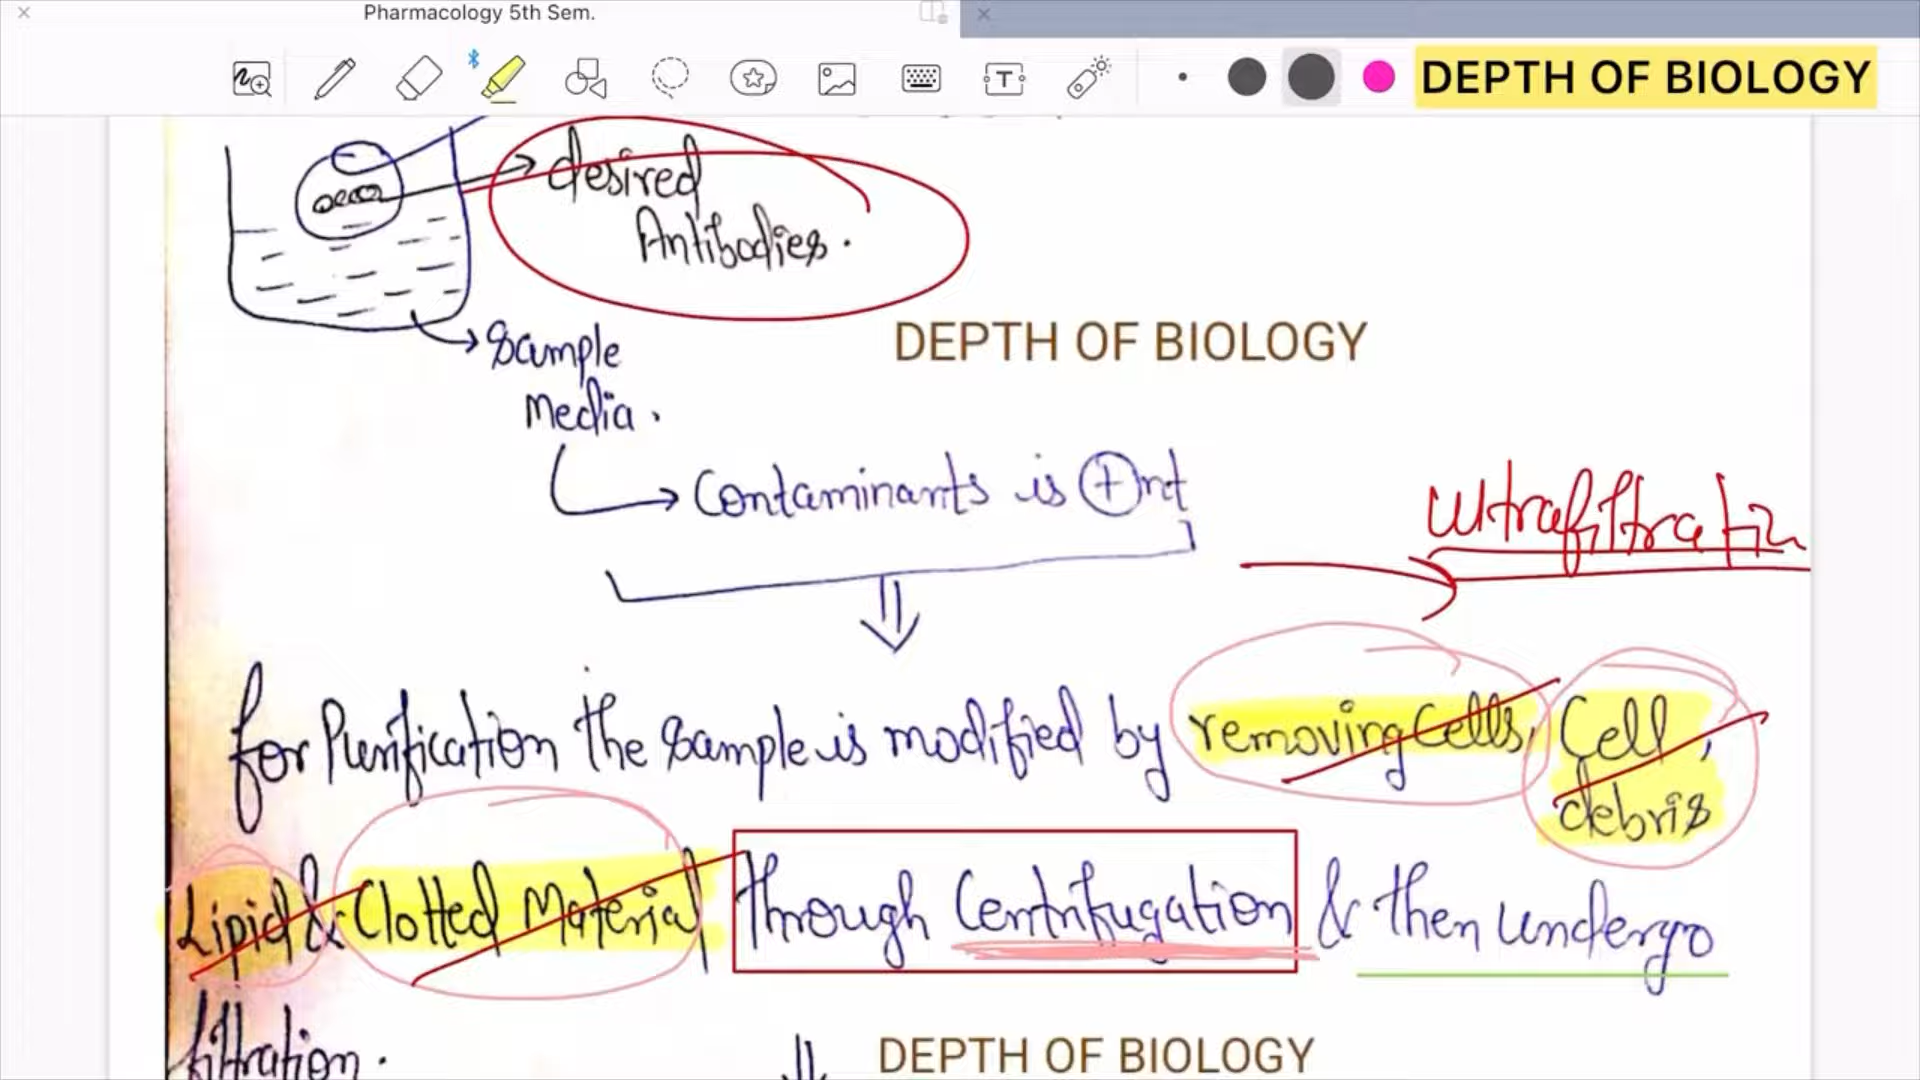 Pharmacology 5th Sem.
DEPTH OF BIOLOGY
desired
Antibodies.
Sample
Media.
DEPTH OF BIOLOGY
Contaminants is ⊕nt
Ultrafiltration
for Purification the sample is modified by removing Cells, Cell,
debris
Lipid & Clotted Material through Centrifugation & then undergo
filtration.
DEPTH OF BIOLOGY